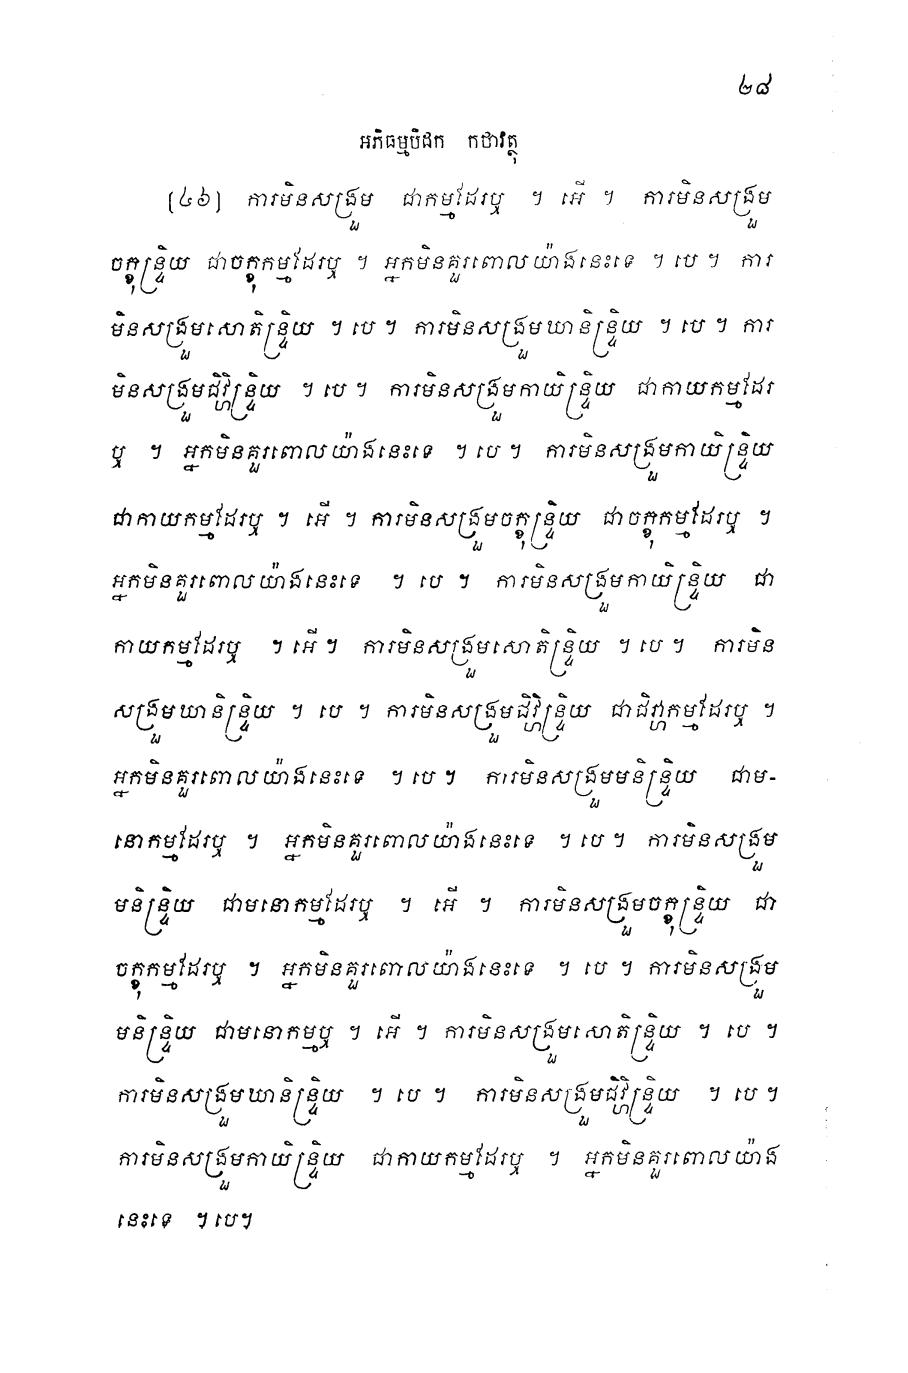 ២៨
អភិធម្មបិដក កថាវត្ថុ
(៤៦) ការមិនសង្រួម ជាកម្មដែរឬ ។ អើ ។ ការមិនសង្រួម
ចក្ខុន្ទ្រិយ ជាចក្ខុកម្មដែរឬ ។ អ្នកមិនគួរពោលយ៉ាងនេះទេ ។ បេ ។ ការ
មិនសង្រួមសោតិន្ទ្រិយ ។ បេ ។ ការមិនសង្រួមឃានិន្ទ្រិយ ។ បេ ។ ការ
មិនសង្រួមជិវ្ហិន្ទ្រិយ ។ បេ ។ ការមិនសង្រួមកាយិន្ទ្រិយ ជាកាយកម្មដែរ
ឬ ។ អ្នកមិនគួរពោលយ៉ាងនេះទេ ។ បេ ។ ការមិនសង្រួមកាយិន្ទ្រិយ
ជាកាយកម្មដែរឬ ។ អើ ។ ការមិនសង្រួមចក្ខុន្ទ្រិយ ជាចក្ខុកម្មដែរឬ ។
អ្នកមិនគួរពោលយ៉ាងនេះទេ ។ បេ ។ ការមិនសង្រួមកាយិន្ទ្រិយ ជា
កាយកម្មដែរឬ ។ អើ ។ ការមិនសង្រួមសោតិន្ទ្រិយ ។ បេ ។ ការមិន
សង្រួមឃានិន្ទ្រិយ ។ បេ ។ ការមិនសង្រួមជិវ្ហិន្ទ្រិយ ជាជិវ្ហាកម្មដែរឬ ។
អ្នកមិនគួរពោលយ៉ាងនេះទេ ។ បេ ។ ការមិនសង្រួមមនិន្ទ្រិយ ជាម-
នោកម្មដែរឬ ។ អ្នកមិនគួរពោលយ៉ាងនេះទេ ។ បេ ។ ការមិនសង្រួម
មនិន្ទ្រិយ ជាមនោកម្មដែរឬ ។ អើ ។ ការមិនសង្រួមចក្ខុន្ទ្រិយ ជា
ចក្ខុកម្មដែរឬ ។ អ្នកមិនគួរពោលយ៉ាងនេះទេ ។ បេ ។ ការមិនសង្រួម
មនិន្ទ្រិយ ជាមនោកម្មឬ ។ អើ ។ ការមិនសង្រួមសោតិន្ទ្រិយ ។ បេ ។
ការមិនសង្រួមឃានិន្ទ្រិយ ។ បេ ។ ការមិនសង្រួមជិវ្ហិន្ទ្រិយ ។ បេ ។
ការមិនសង្រួមកាយិន្ទ្រិយ ជាកាយកម្មដែរឬ ។ អ្នកមិនគួរពោលយ៉ាង
នេះទេ ។ បេ។